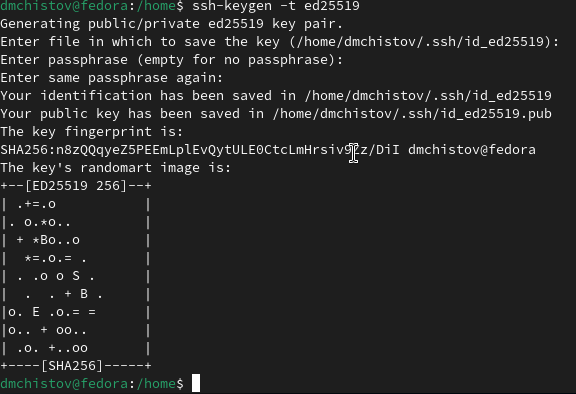 dmchistov@fedora:/home$ ssh-keygen -t ed25519
Generating public/private ed25519 key pair.
Enter file in which to save the key (/home/dmchistov/.ssh/id_ed25519):
Enter passphrase (empty for no passphrase):
Enter same passphrase again:
Your identification has been saved in /home/dmchistov/.ssh/id_ed25519
Your public key has been saved in /home/dmchistov/.ssh/id_ed25519.pub
The key fingerprint is:
dmchistov@fedora
The key's randomart image is:
+--[ED25519 256]--+
| .+=.o           |
|. o.*o..         |
| + *Bo..o        |
|  *=.o.= .       |
| . .o o S .      |
|  .  . + B .     |
|o. E .o.= =      |
|o.. + oo..       |
| .o. +..oo       |
+----[SHA256]-----+
dmchistov@fedora:/home$